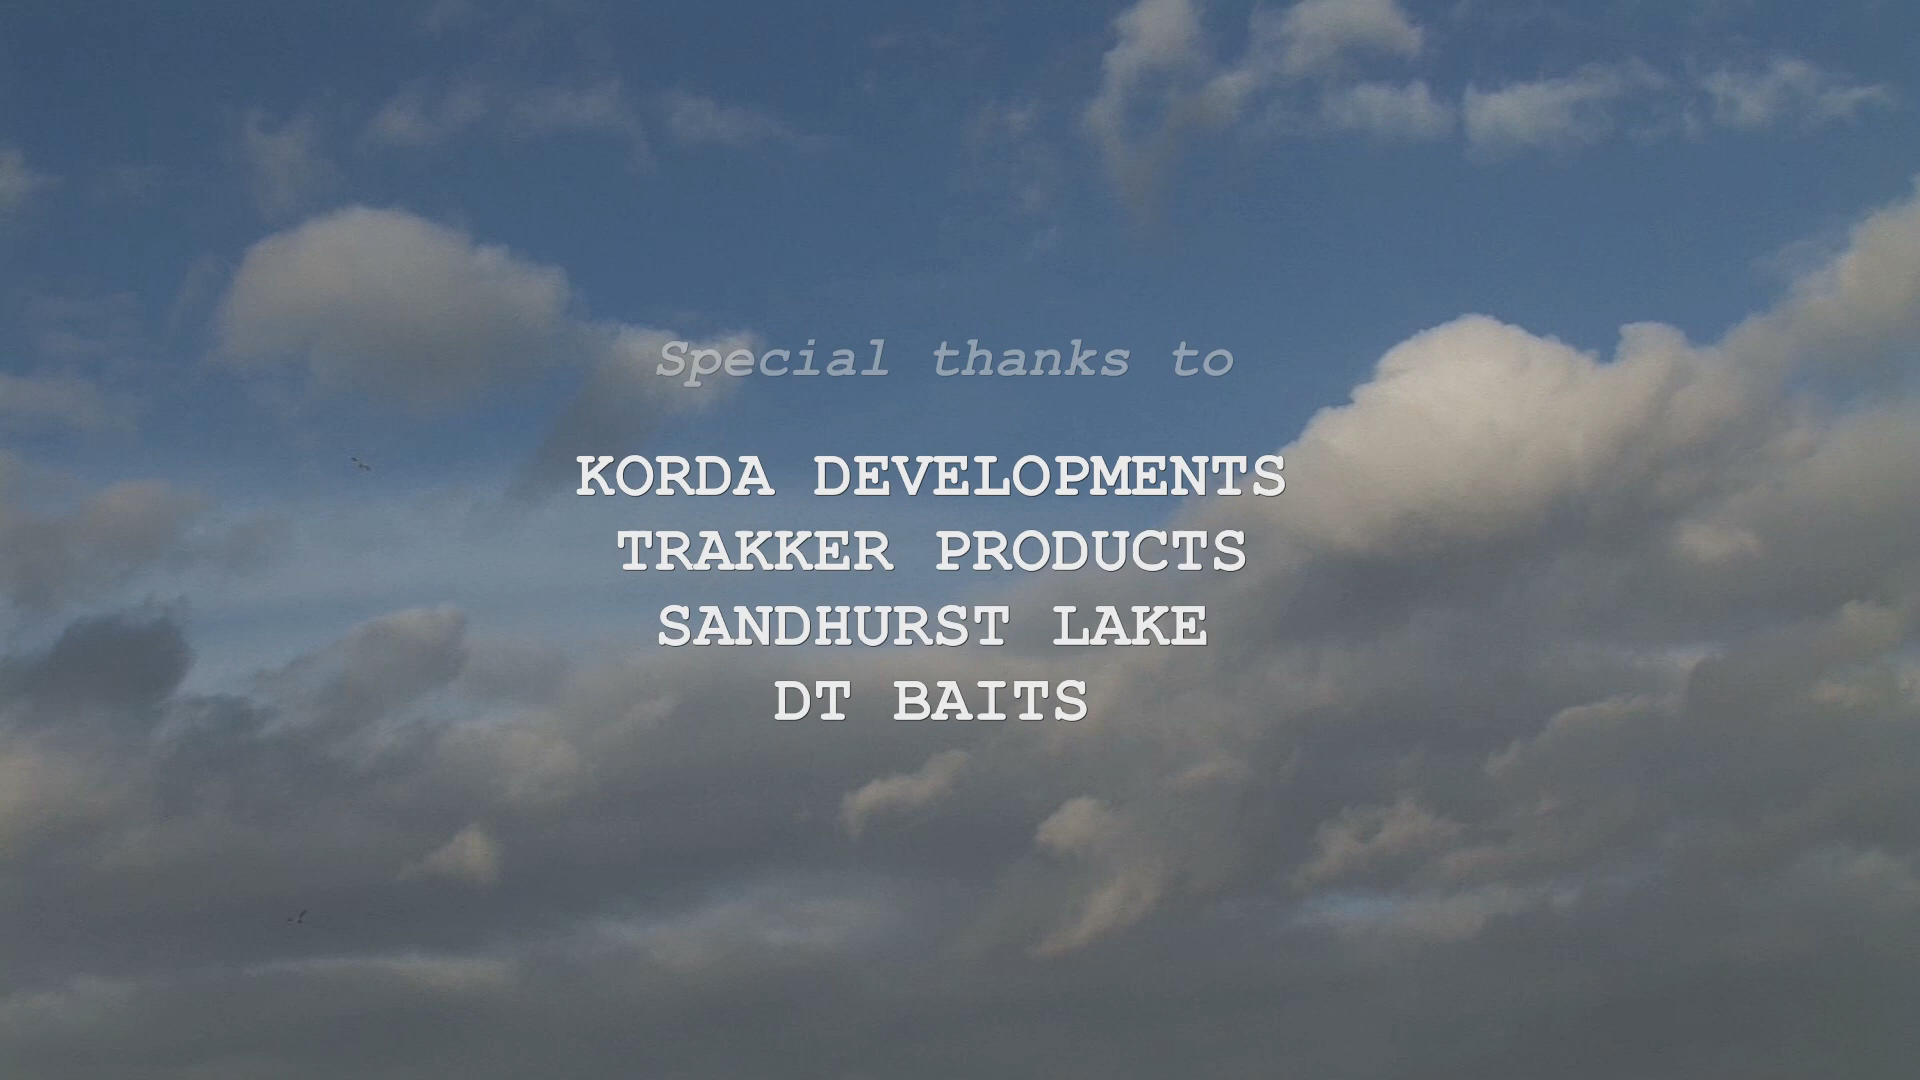 Special thanks to
KORDA DEVELOPMENTS
TRAKKER PRODUCTS
SANDHURST LAKE
DT BAITS